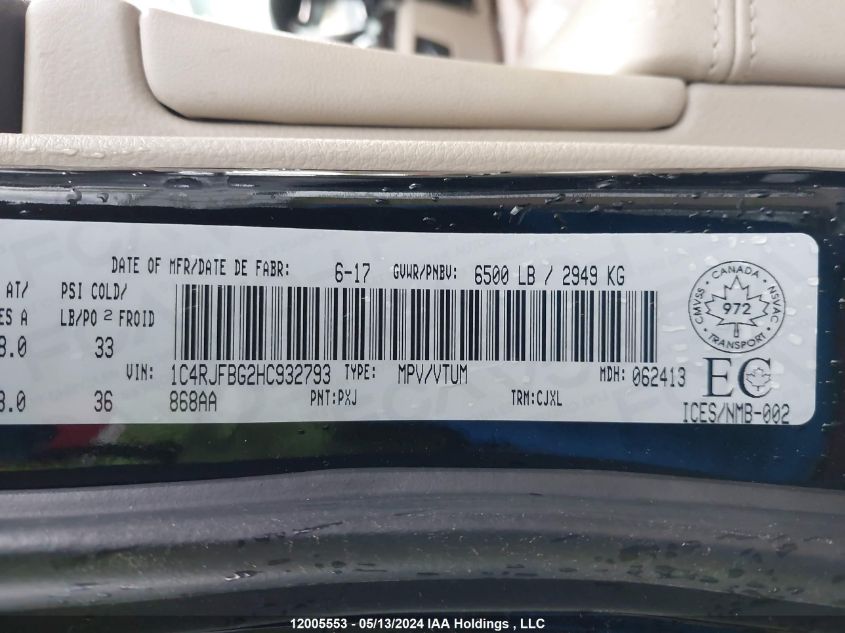 DATE OF MFR/DATE DE FABR: 6-17 GVWR/PNBV: 6500 LB / 2949 KG
AT/ PSI COLD/
ES A LB/PO 2 FROID
8.0 33
VIN: 1C4RJFBG2HC932793 TYPE: MPV/VTUM MDH: 062413
3.0 36 868AA PNT:PXJ TRM:CJXL
CANADA
CMVSS 972 NSVAC
TRANSPORT
EC
ICES/NMB-002
12005553 - 05/13/2024 IAA Holdings , LLC